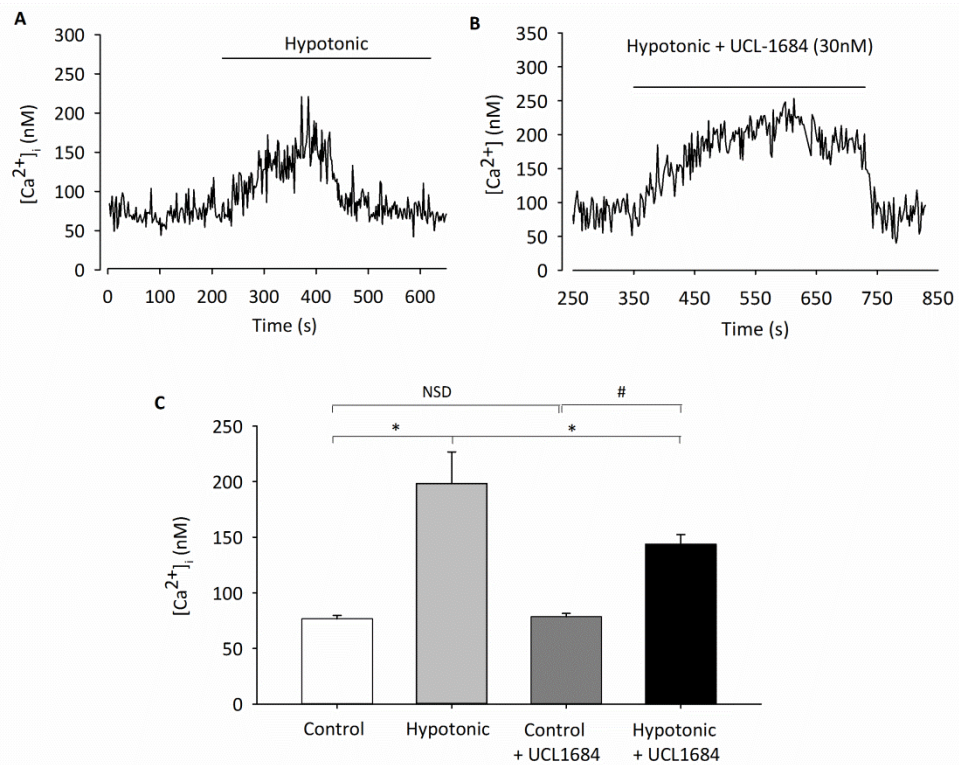 A
Hypotonic
[Ca2+]i (nM)
300
250
200
150
100
50
0
0 100 200 300 400 500 600
Time (s)
B
Hypotonic + UCL-1684 (30nM)
[Ca2+] (nM)
350
300
250
200
150
100
50
0
250 350 450 550 650 750 850
Time (s)
C
NSD #
* *
[Ca2+]i (nM)
250
200
150
100
50
0
Control Hypotonic Control Hypotonic
+ UCL1684 + UCL1684